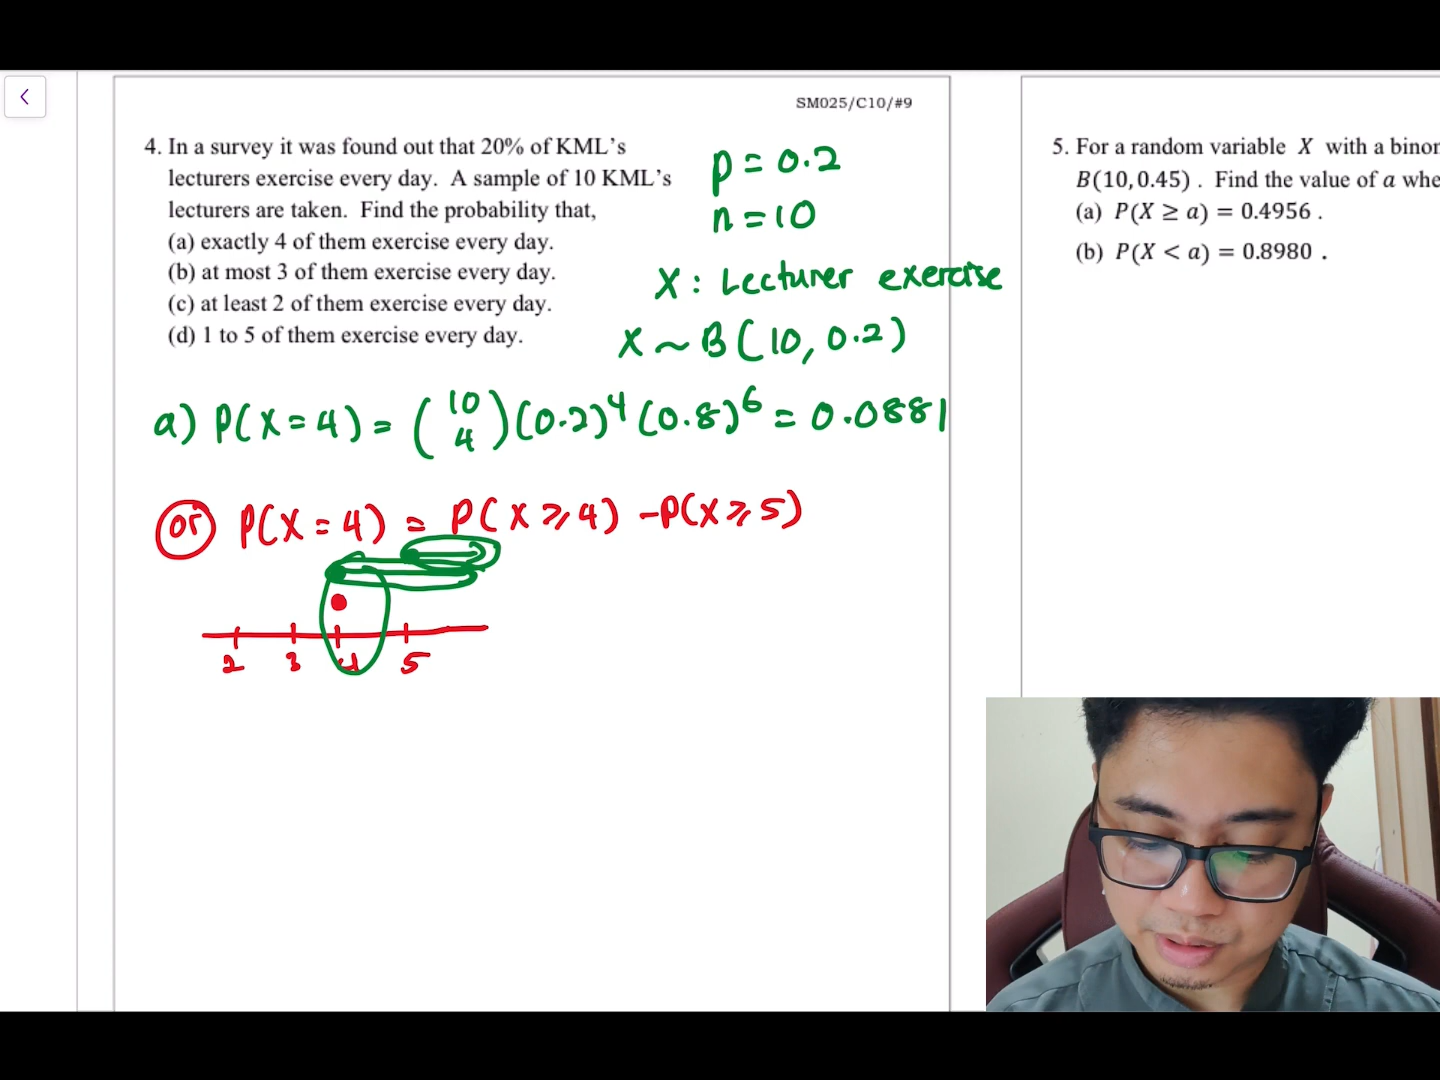 SM025/C10/#9
4. In a survey it was found out that 20% of KML's
lecturers exercise every day. A sample of 10 KML's
lecturers are taken. Find the probability that,
(a) exactly 4 of them exercise every day.
(b) at most 3 of them exercise every day.
(c) at least 2 of them exercise every day.
(d) 1 to 5 of them exercise every day.
p = 0.2
n = 10
X : Lecturer exercise
X ~ B(10, 0.2)
a) P(X = 4) = (10 4)(0.2)^4 (0.8)^6 = 0.0881
or P(X = 4) = P(X ≥ 4) - P(X ≥ 5)
2 3 4 5
5. For a random variable X with a binor
B(10, 0.45) . Find the value of a whe
(a) P(X ≥ a) = 0.4956 .
(b) P(X < a) = 0.8980 .